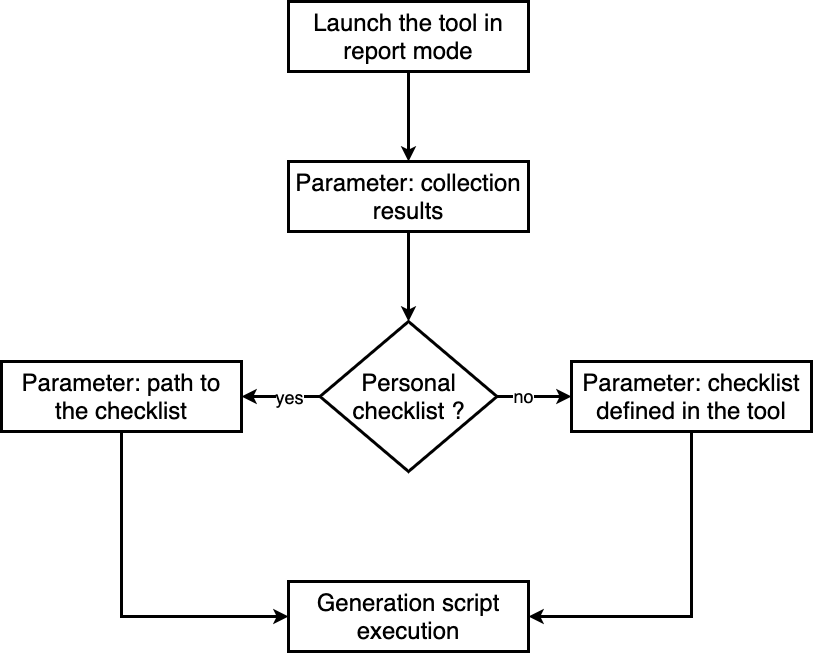 Launch the tool in
report mode
Parameter: collection
results
Personal
checklist ?
yes
no
Parameter: path to
the checklist
Parameter: checklist
defined in the tool
Generation script
execution